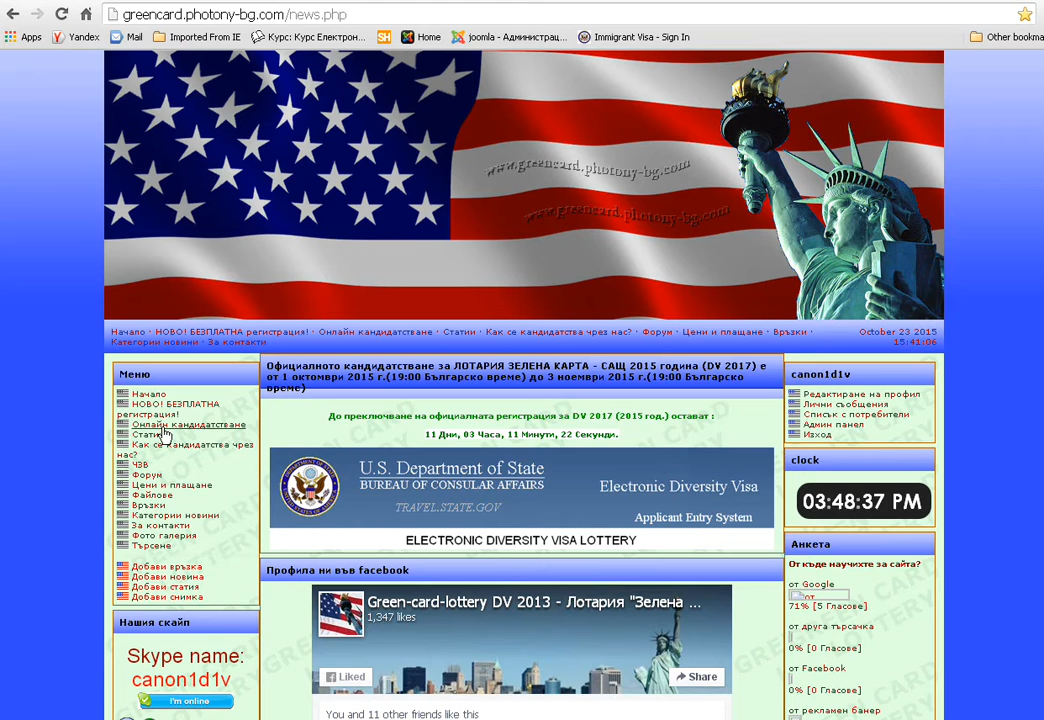 greencard.photony-bg.com/news.php
Apps Yandex Mail Imported From IE Курс: Курс Електрон... SH Home joomla - Администрац... Immigrant Visa - Sign In Other bookma
www.greencard.photony-bg.com
www.greencard.photony-bg.com
Начало · НОВО! БЕЗПЛАТНА регистрация! · Онлайн кандидатстване · Статии · Как се кандидатства чрез нас? · Форум · Цени и плащане · Връзки ·
Категории новини · За контакти
October 23 2015
15:41:06
Меню
Начало
НОВО! БЕЗПЛАТНА
регистрация!
Онлайн кандидатстване
Стати
Как се кандидатства чрез
нас?
ЧЗВ
Форум
Цени и плащане
Файлове
Връзки
Категории новини
За контакти
Фото галерия
Търсене
Добави връзка
Добави новина
Добави статия
Добави снимка
Нашия скайп
Skype name:
canon1d1v
I'm online
Официалното кандидатстване за ЛОТАРИЯ ЗЕЛЕНА КАРТА - САЩ 2015 година (DV 2017) е
от 1 октомври 2015 г.(19:00 Българско време) до 3 ноември 2015 г.(19:00 Българско
време)
До преключване на официалната регистрация за DV 2017 (2015 год.) остават :
11 Дни, 03 Часа, 11 Минути, 22 Секунди.
U.S. Department of State
BUREAU OF CONSULAR AFFAIRS
TRAVEL.STATE.GOV
Electronic Diversity Visa
Applicant Entry System
ELECTRONIC DIVERSITY VISA LOTTERY
Профила ни във facebook
Green-card-lottery DV 2013 - Лотария "Зелена ...
1,347 likes
Liked
Share
You and 11 other friends like this
canon1d1v
Редактиране на профил
Лични съобщения
Списък с потребители
Админ панел
Изход
clock
03:48:37 PM
Анкета
От къде научихте за сайта?
от Google
от
71% [5 Гласове]
от друга търсачка
0% [0 Гласове]
от Facebook
0% [0 Гласове]
от рекламен банер